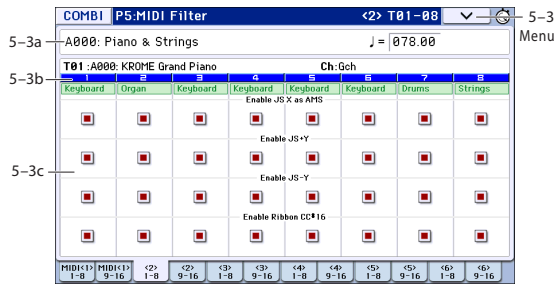 COMBI P5:MIDI Filter <2> T01-08
5-3 Menu
5-3a
A000: Piano & Strings ♩= 078.00
T01 :A000: KROME Grand Piano Ch:Gch
5-3b
1 2 3 4 5 6 7 8
Keyboard Organ Keyboard Keyboard Keyboard Keyboard Drums Strings
Enable JS X as AMS
Enable JS+Y
5-3c
Enable JS-Y
Enable Ribbon CC#16
MIDI<1> 1-8 MIDI<1> 9-16 <2> 1-8 <2> 9-16 <3> 1-8 <3> 9-16 <4> 1-8 <4> 9-16 <5> 1-8 <5> 9-16 <6> 1-8 <6> 9-16